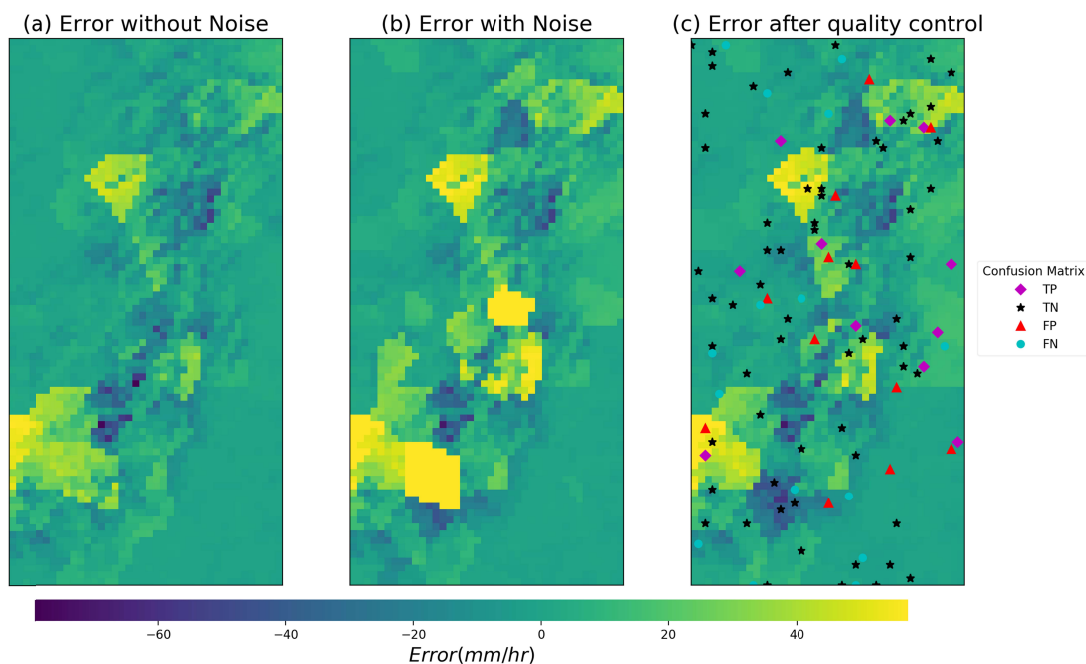 (a) Error without Noise
(b) Error with Noise
(c) Error after quality control
Confusion Matrix
TP
TN
FP
FN
−60
−40
−20
0
20
40
Error(mm/hr)